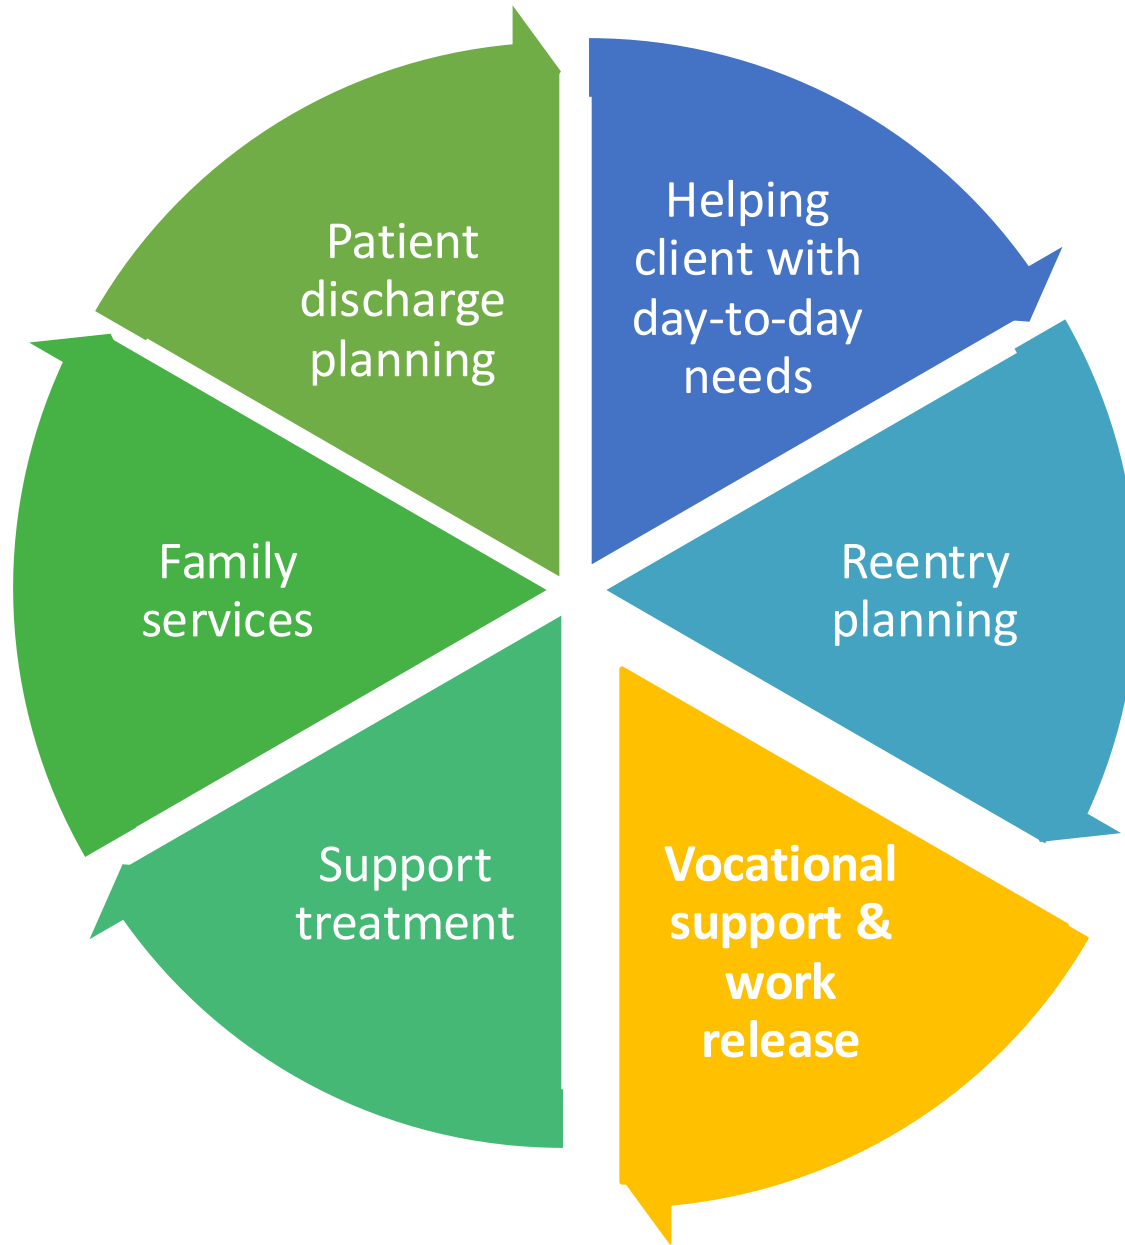 Helping
client with
day-to-day
needs
Reentry
planning
Vocational
support &
work
release
Support
treatment
Family
services
Patient
discharge
planning